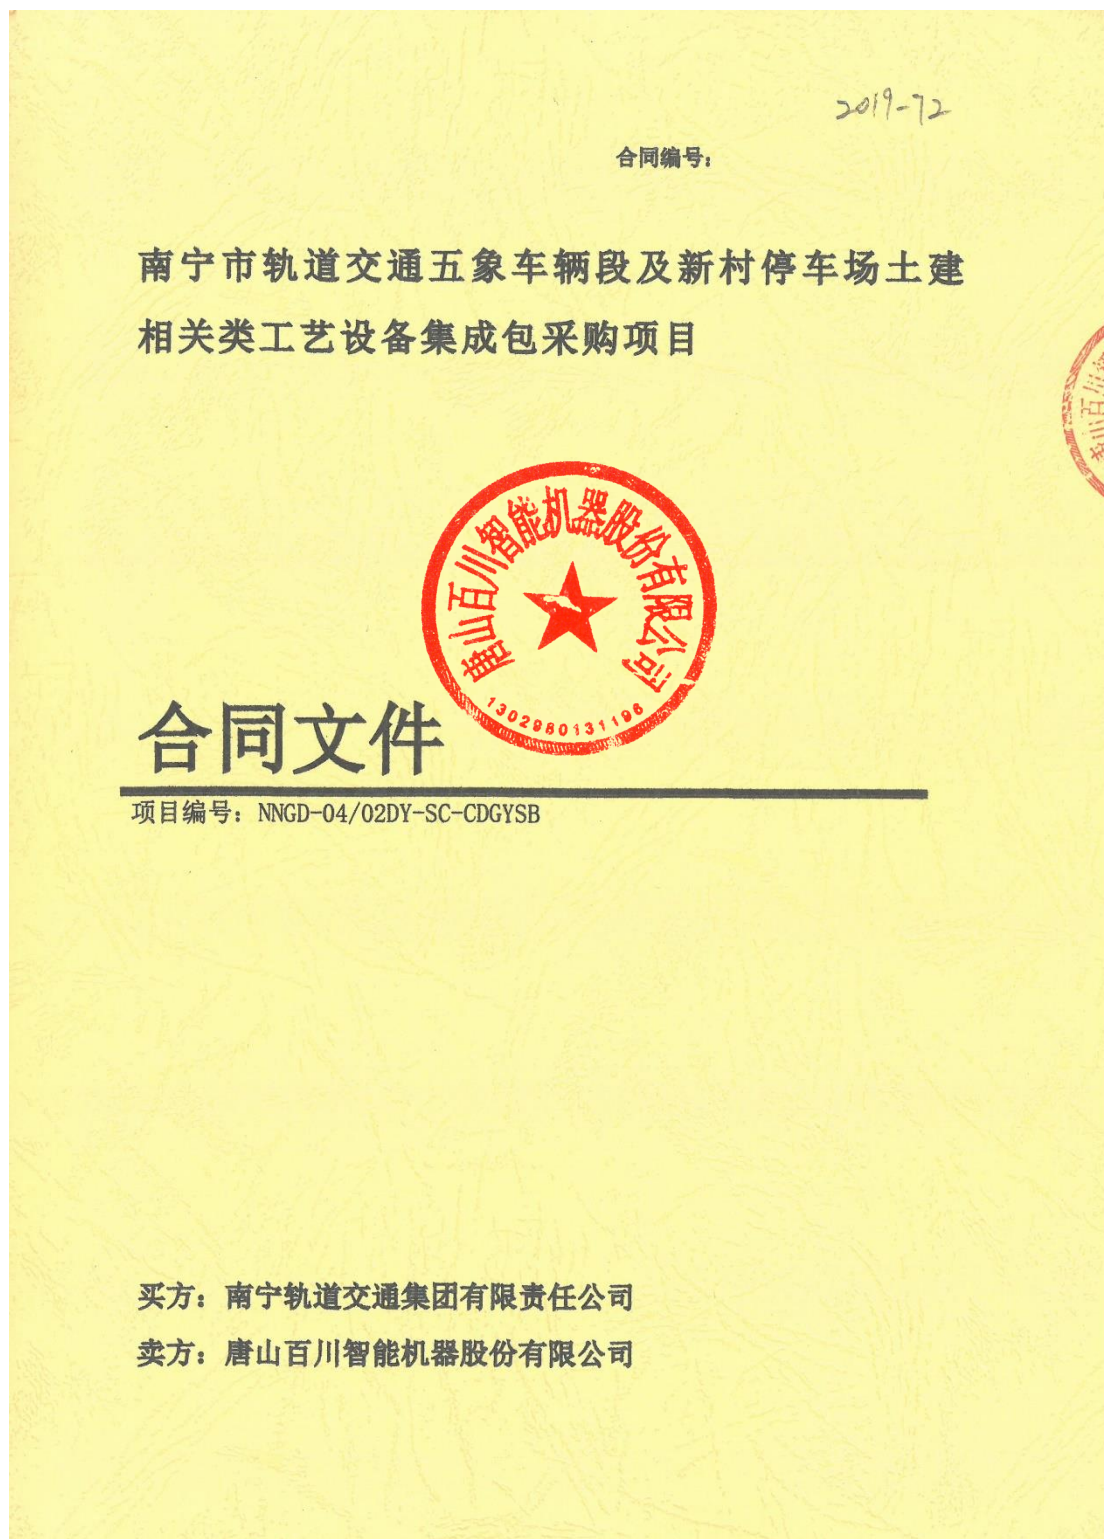 2019-72
合同编号：
南宁市轨道交通五象车辆段及新村停车场土建
相关类工艺设备集成包采购项目
唐山百川智能机器股份有限公司
1302980131196
唐山百川智
合同文件
项目编号：NNGD-04/02DY-SC-CDGYSB
买方：南宁轨道交通集团有限责任公司
卖方：唐山百川智能机器股份有限公司